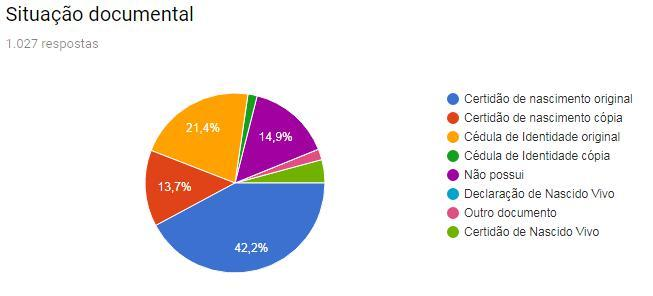 Situação documental
1.027 respostas
21,4%
14,9%
13,7%
42,2%
Certidão de nascimento original
Certidão de nascimento cópia
Cédula de Identidade original
Cédula de Identidade cópia
Não possui
Declaração de Nascido Vivo
Outro documento
Certidão de Nascido Vivo